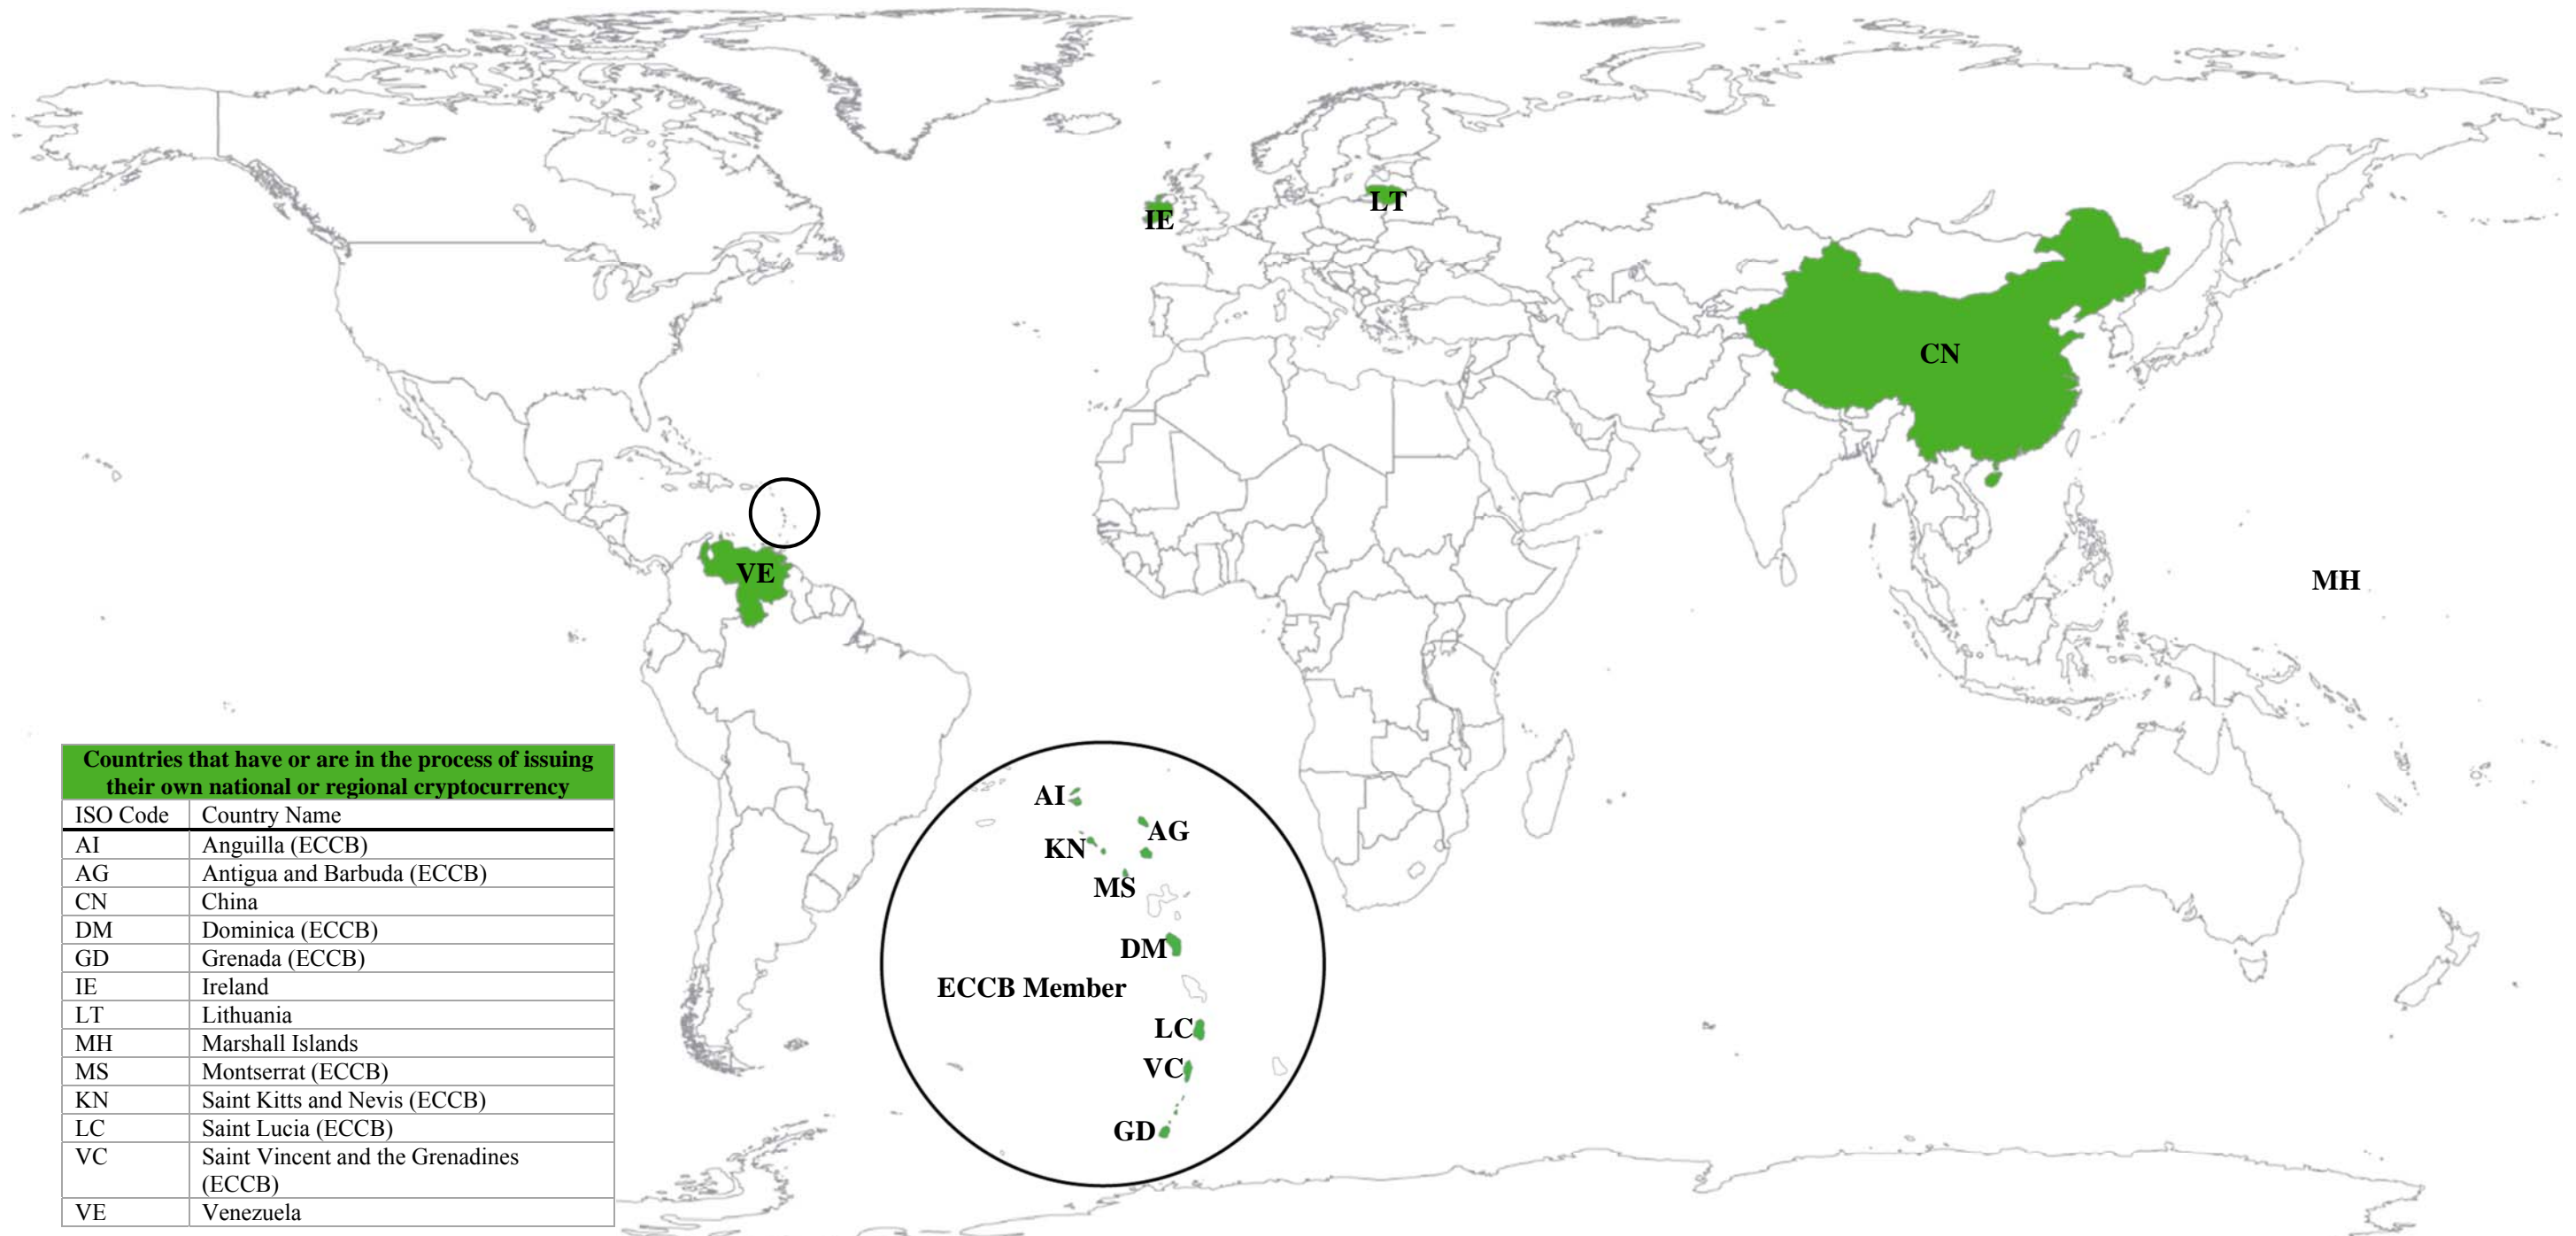 IE
LT
CN
VE
MH
Countries that have or are in the process of issuing
their own national or regional cryptocurrency
ISO Code Country Name
AI Anguilla (ECCB)
AG Antigua and Barbuda (ECCB)
CN China
DM Dominica (ECCB)
GD Grenada (ECCB)
IE Ireland
LT Lithuania
MH Marshall Islands
MS Montserrat (ECCB)
KN Saint Kitts and Nevis (ECCB)
LC Saint Lucia (ECCB)
VC Saint Vincent and the Grenadines
(ECCB)
VE Venezuela
AI
AG
KN
MS
DM
ECCB Member
LC
VC
GD